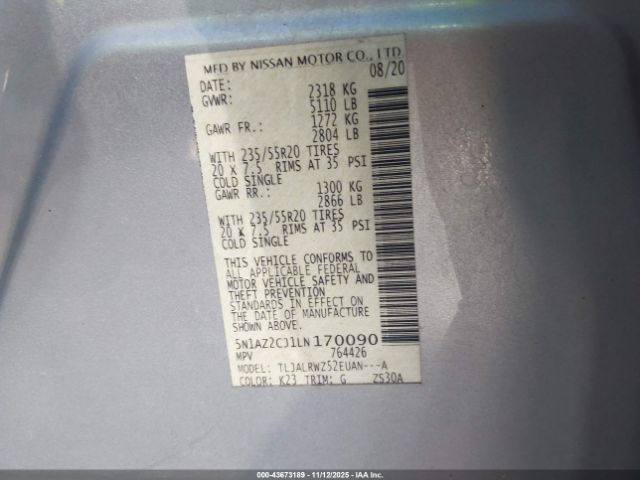 MFD BY NISSAN MOTOR CO., LTD.
DATE: 08/20
GVWR: 2318 KG
5110 LB
GAWR FR.: 1272 KG
2804 LB
WITH 235/55R20 TIRES
20 X 7.5 RIMS AT 35 PSI
COLD SINGLE
GAWR RR.: 1300 KG
2866 LB
WITH 235/55R20 TIRES
20 X 7.5 RIMS AT 35 PSI
COLD SINGLE
THIS VEHICLE CONFORMS TO
ALL APPLICABLE FEDERAL
MOTOR VEHICLE SAFETY AND
THEFT PREVENTION
STANDARDS IN EFFECT ON
THE DATE OF MANUFACTURE
SHOWN ABOVE.
5N1AZ2CJ1LN170090
MPV 764426
MODEL: TLJALRWZ52EUAN---A
COLOR: K23 TRIM: G ZS30A
000-43673189 - 11/12/2025 - IAA Inc.